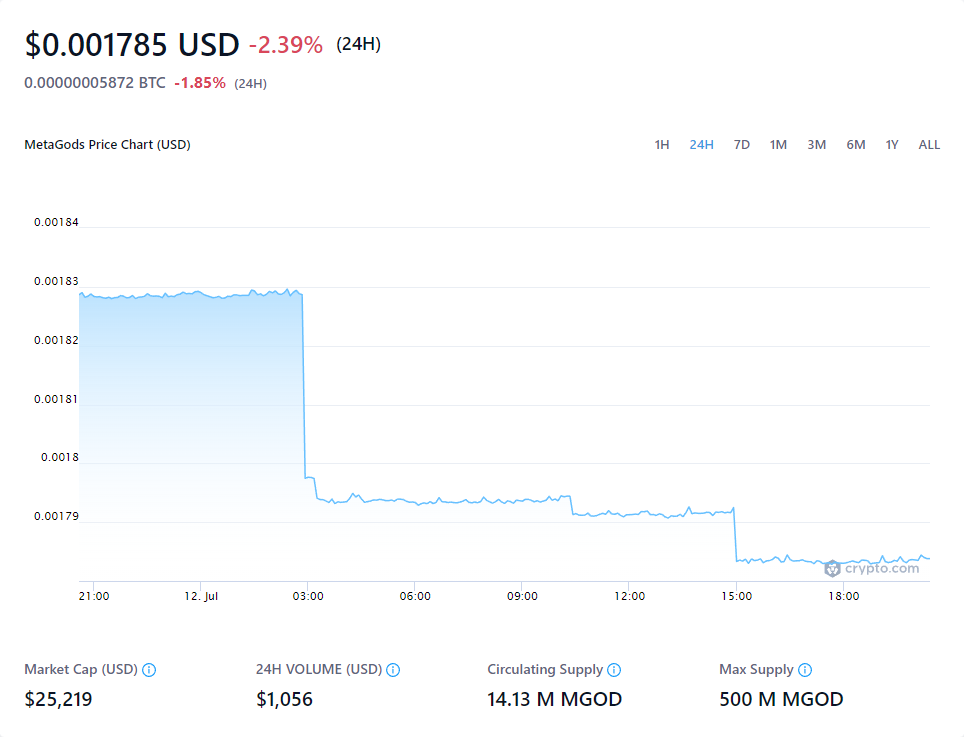 $0.001785 USD -2.39% (24H)
0.00000005872 BTC -1.85% (24H)
MetaGods Price Chart (USD) 1H 24H 7D 1M 3M 6M 1Y ALL
0.00184
0.00183
0.00182
0.00181
0.0018
0.00179
crypto.com
21:00 12. Jul 03:00 06:00 09:00 12:00 15:00 18:00
Market Cap (USD) 24H VOLUME (USD) Circulating Supply Max Supply
$25,219 $1,056 14.13 M MGOD 500 M MGOD